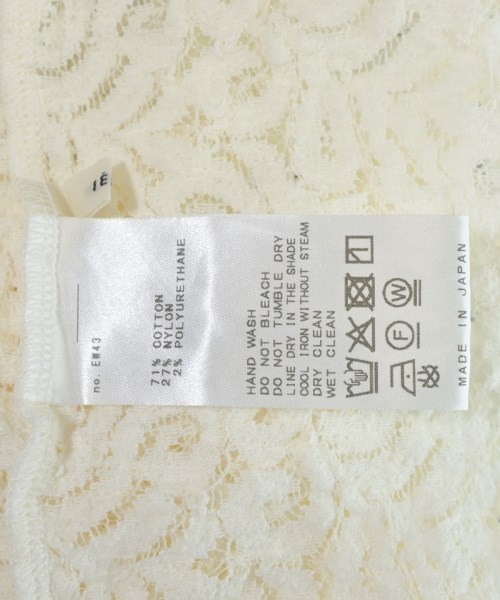 no. EW43
71% COTTON
27% NYLON
2% POLYURETHANE
HAND WASH
DO NOT BLEACH
DO NOT TUMBLE DRY
LINE DRY IN THE SHADE
COOL IRON WITHOUT STEAM
DRY CLEAN
WET CLEAN
F W
MADE IN JAPAN